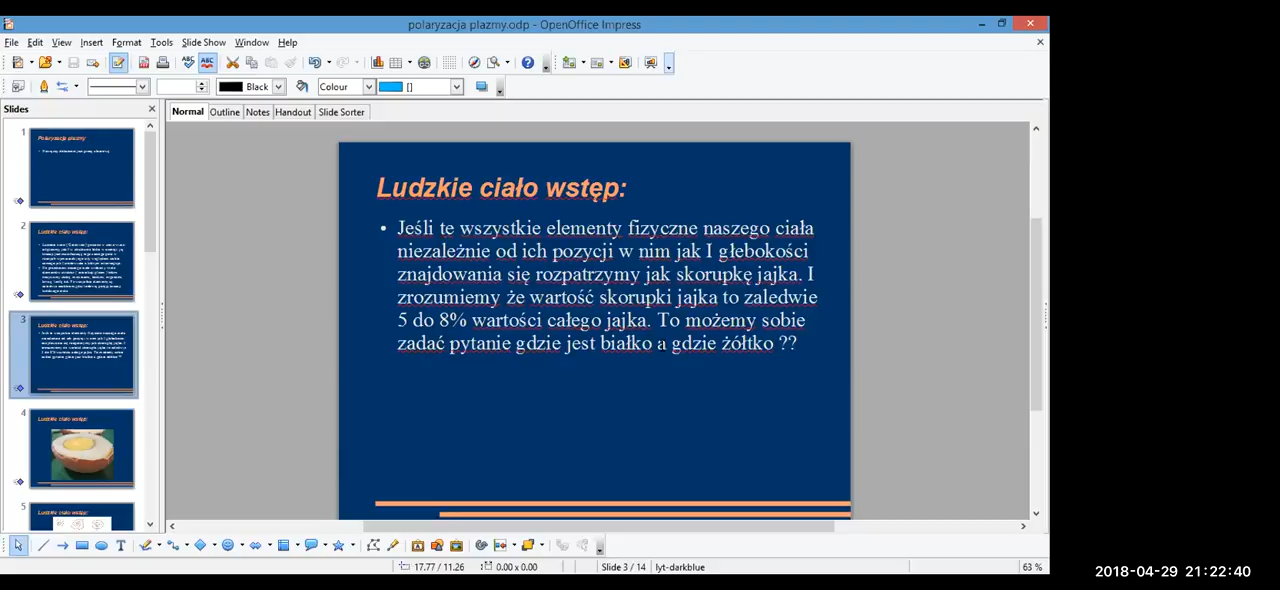 polaryzacja plazmy.odp - OpenOffice Impress
File Edit View Insert Format Tools Slide Show Window Help
Black Colour []
Slides
Normal Outline Notes Handout Slide Sorter
1
Polaryzacja plazmy
2
Ludzkie ciało wstęp:
3
Ludzkie ciało wstęp:
4
Ludzkie ciało wstęp:
5
Ludzkie ciało wstęp:
Ludzkie ciało wstęp:
• Jeśli te wszystkie elementy fizyczne naszego ciała
niezależnie od ich pozycji w nim jak I głebokości
znajdowania się rozpatrzymy jak skorupkę jajka. I
zrozumiemy że wartość skorupki jajka to zaledwie
5 do 8% wartości całego jajka. To możemy sobie
zadać pytanie gdzie jest białko a gdzie żółtko ??
17.77 / 11.26 0.00 x 0.00 Slide 3 / 14 lyt-darkblue 63 %
2018-04-29 21:22:40